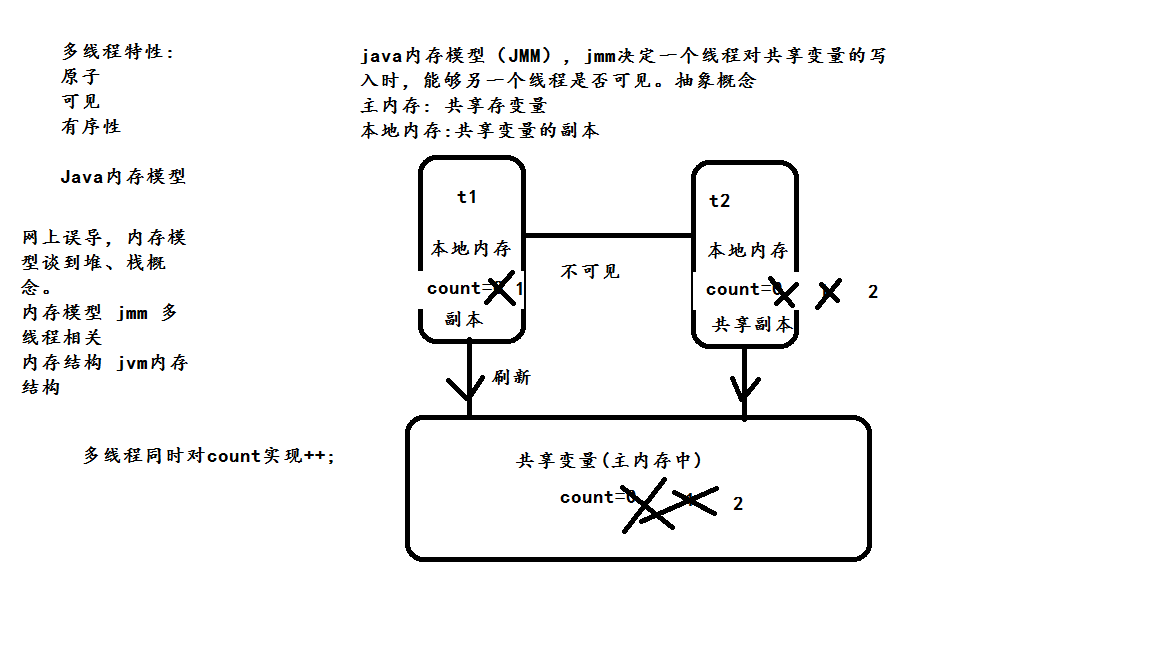 多线程特性:
原子
可见
有序性
Java内存模型
网上误导, 内存模
型谈到堆、栈概
念。
内存模型 jmm 多
线程相关
内存结构 jvm内存
结构
多线程同时对count实现++;
java内存模型（JMM）, jmm决定一个线程对共享变量的写
入时, 能够另一个线程是否可见。抽象概念
主内存: 共享存变量
本地内存:共享变量的副本
t1
本地内存
count=0 1
副本
不可见
t2
本地内存
count=0 2
共享副本
刷新
共享变量(主内存中)
count=0 1 2